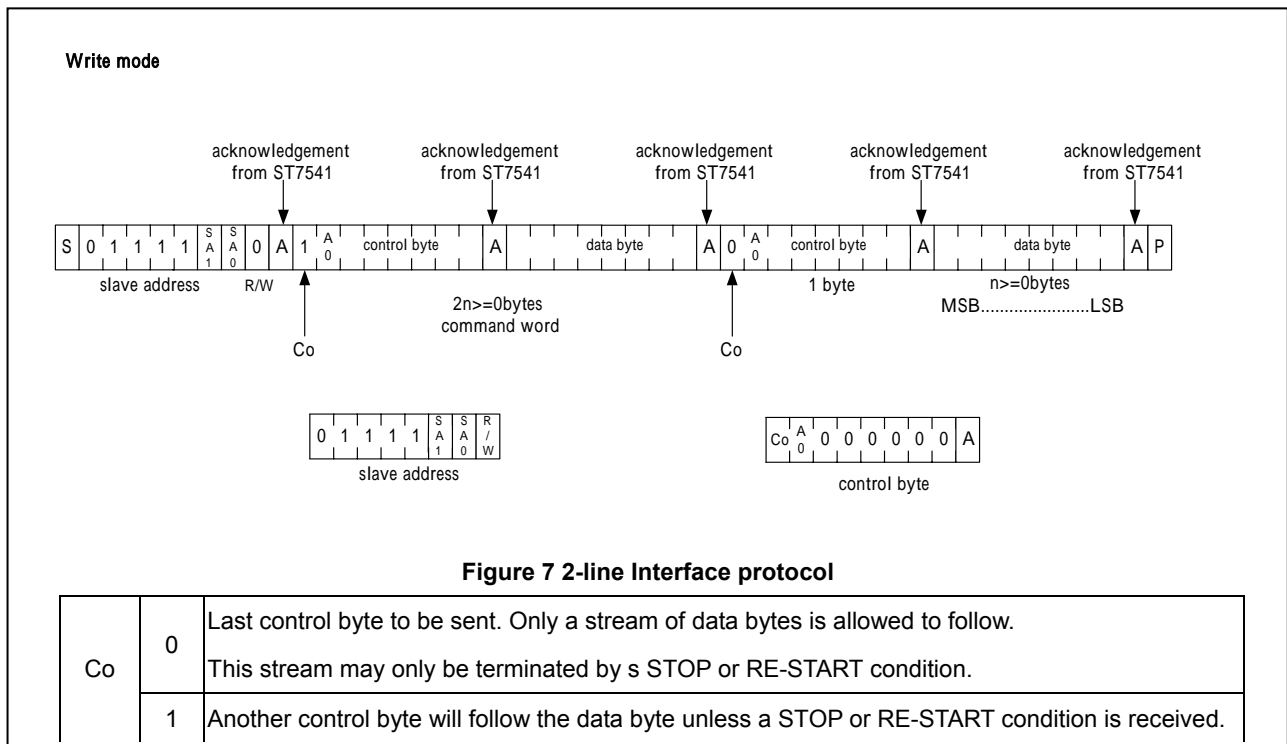 Write mode
acknowledgement acknowledgement acknowledgement acknowledgement acknowledgement
from ST7541 from ST7541 from ST7541 from ST7541 from ST7541
S 0 1 1 1 1 SA1 SA0 0 A 1 A0 control byte A data byte A 0 A0 control byte A data byte A P
slave address R/W 1 byte n>=0bytes
2n>=0bytes MSB.......................LSB
command word
Co Co
0 1 1 1 1 SA1 SA0 R/W Co A0 0 0 0 0 0 0 A
slave address control byte
Figure 7 2-line Interface protocol
Co 0 Last control byte to be sent. Only a stream of data bytes is allowed to follow.
This stream may only be terminated by s STOP or RE-START condition.
1 Another control byte will follow the data byte unless a STOP or RE-START condition is received.